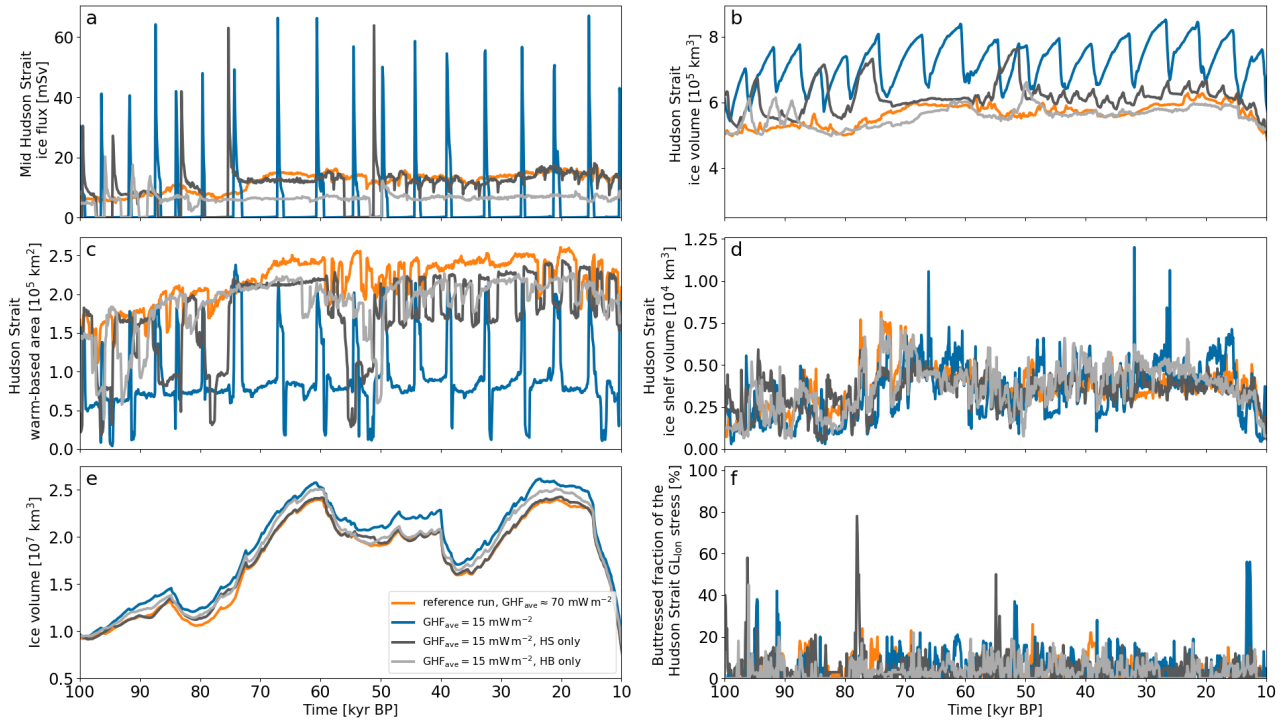 a
Mid Hudson Strait
ice flux [mSv]
60
40
20
0
b
Hudson Strait
ice volume [10⁵ km³]
8
6
4
c
Hudson Strait
warm-based area [10⁵ km²]
2.5
2.0
1.5
1.0
0.5
0.0
d
Hudson Strait
ice shelf volume [10⁴ km³]
1.25
1.00
0.75
0.50
0.25
0.00
e
Ice volume [10⁷ km³]
2.5
2.0
1.5
1.0
0.5
reference run, GHF_ave ≈ 70 mW m⁻²
GHF_ave = 15 mW m⁻²
GHF_ave = 15 mW m⁻², HS only
GHF_ave = 15 mW m⁻², HB only
100 90 80 70 60 50 40 30 20 10
Time [kyr BP]
f
Buttressed fraction of the
Hudson Strait GL_lon stress [%]
100
80
60
40
20
0
100 90 80 70 60 50 40 30 20 10
Time [kyr BP]